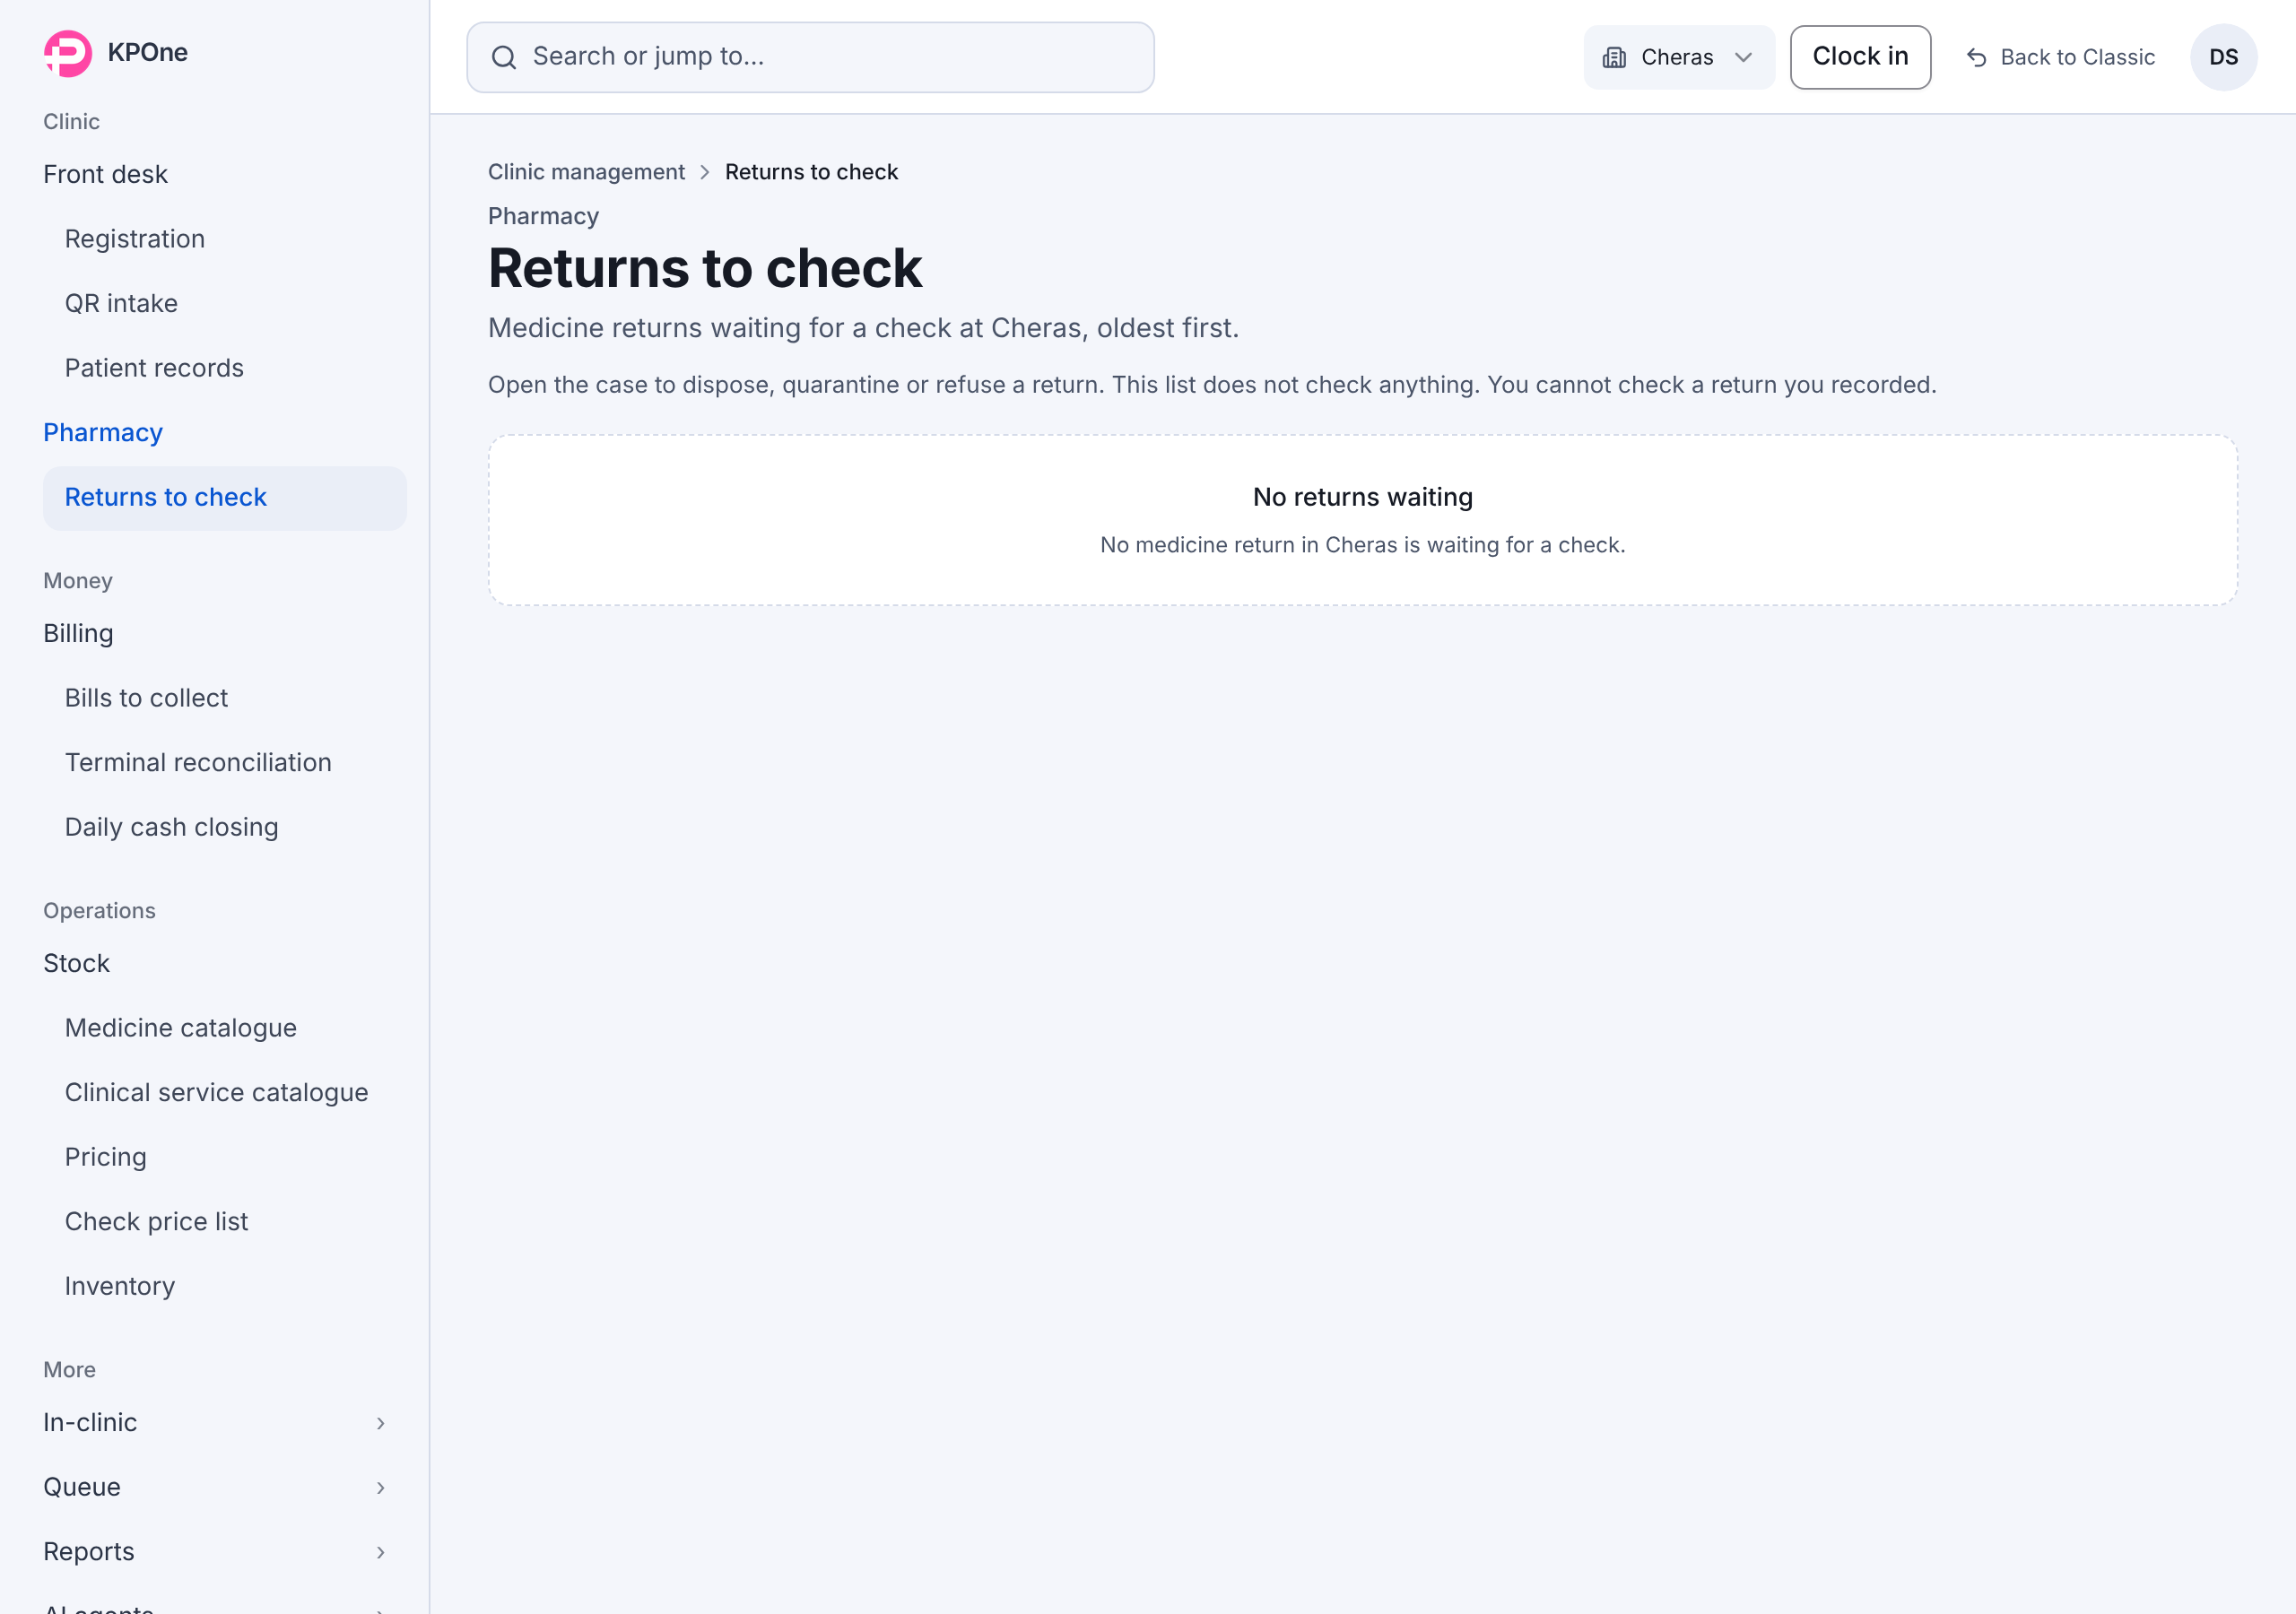 KPOne
Clinic
Front desk
Registration
QR intake
Patient records
Pharmacy
Returns to check
Money
Billing
Bills to collect
Terminal reconciliation
Daily cash closing
Operations
Stock
Medicine catalogue
Clinical service catalogue
Pricing
Check price list
Inventory
More
In-clinic
Queue
Reports
AI agents
Search or jump to...
Cheras
Clock in
Back to Classic
DS
Clinic management > Returns to check
Pharmacy
Returns to check
Medicine returns waiting for a check at Cheras, oldest first.
Open the case to dispose, quarantine or refuse a return. This list does not check anything. You cannot check a return you recorded.
No returns waiting
No medicine return in Cheras is waiting for a check.